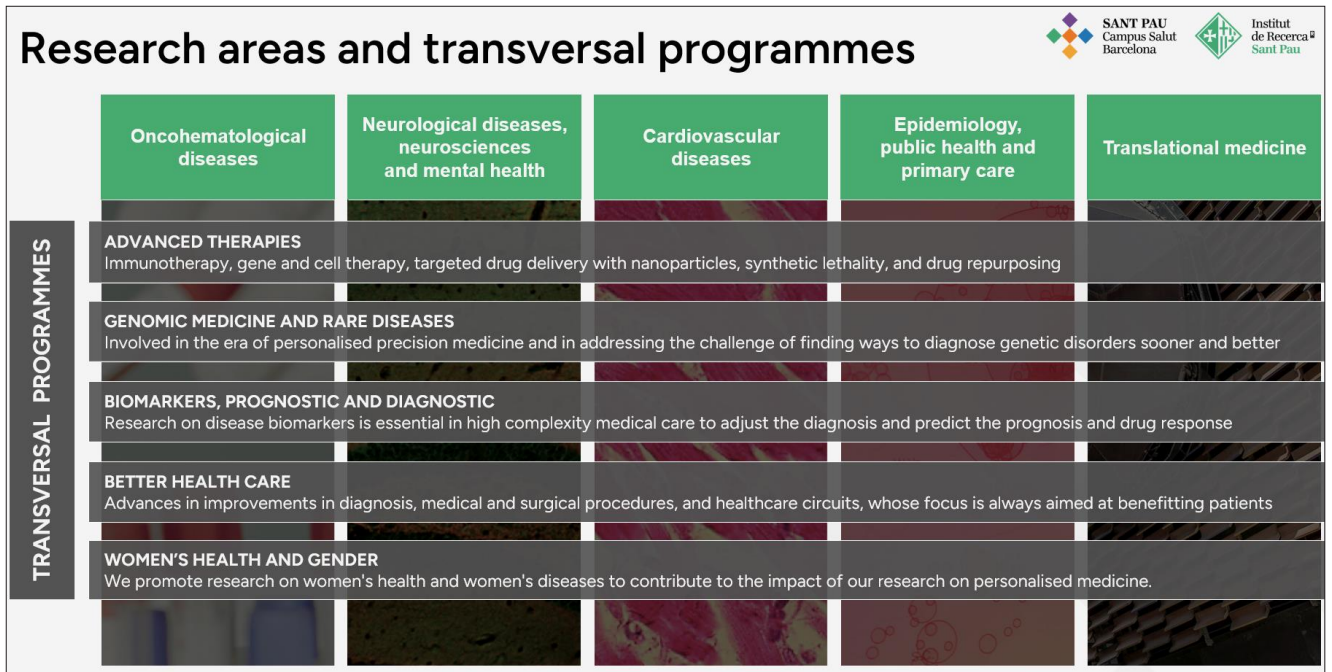 Research areas and transversal programmes
SANT PAU
Campus Salut
Barcelona
Institut
de Recerca
Sant Pau
Oncohematological
diseases
Neurological diseases,
neurosciences
and mental health
Cardiovascular
diseases
Epidemiology,
public health and
primary care
Translational medicine
TRANSVERSAL PROGRAMMES
ADVANCED THERAPIES
Immunotherapy, gene and cell therapy, targeted drug delivery with nanoparticles, synthetic lethality, and drug repurposing
GENOMIC MEDICINE AND RARE DISEASES
Involved in the era of personalised precision medicine and in addressing the challenge of finding ways to diagnose genetic disorders sooner and better
BIOMARKERS, PROGNOSTIC AND DIAGNOSTIC
Research on disease biomarkers is essential in high complexity medical care to adjust the diagnosis and predict the prognosis and drug response
BETTER HEALTH CARE
Advances in improvements in diagnosis, medical and surgical procedures, and healthcare circuits, whose focus is always aimed at benefitting patients
WOMEN'S HEALTH AND GENDER
We promote research on women's health and women's diseases to contribute to the impact of our research on personalised medicine.